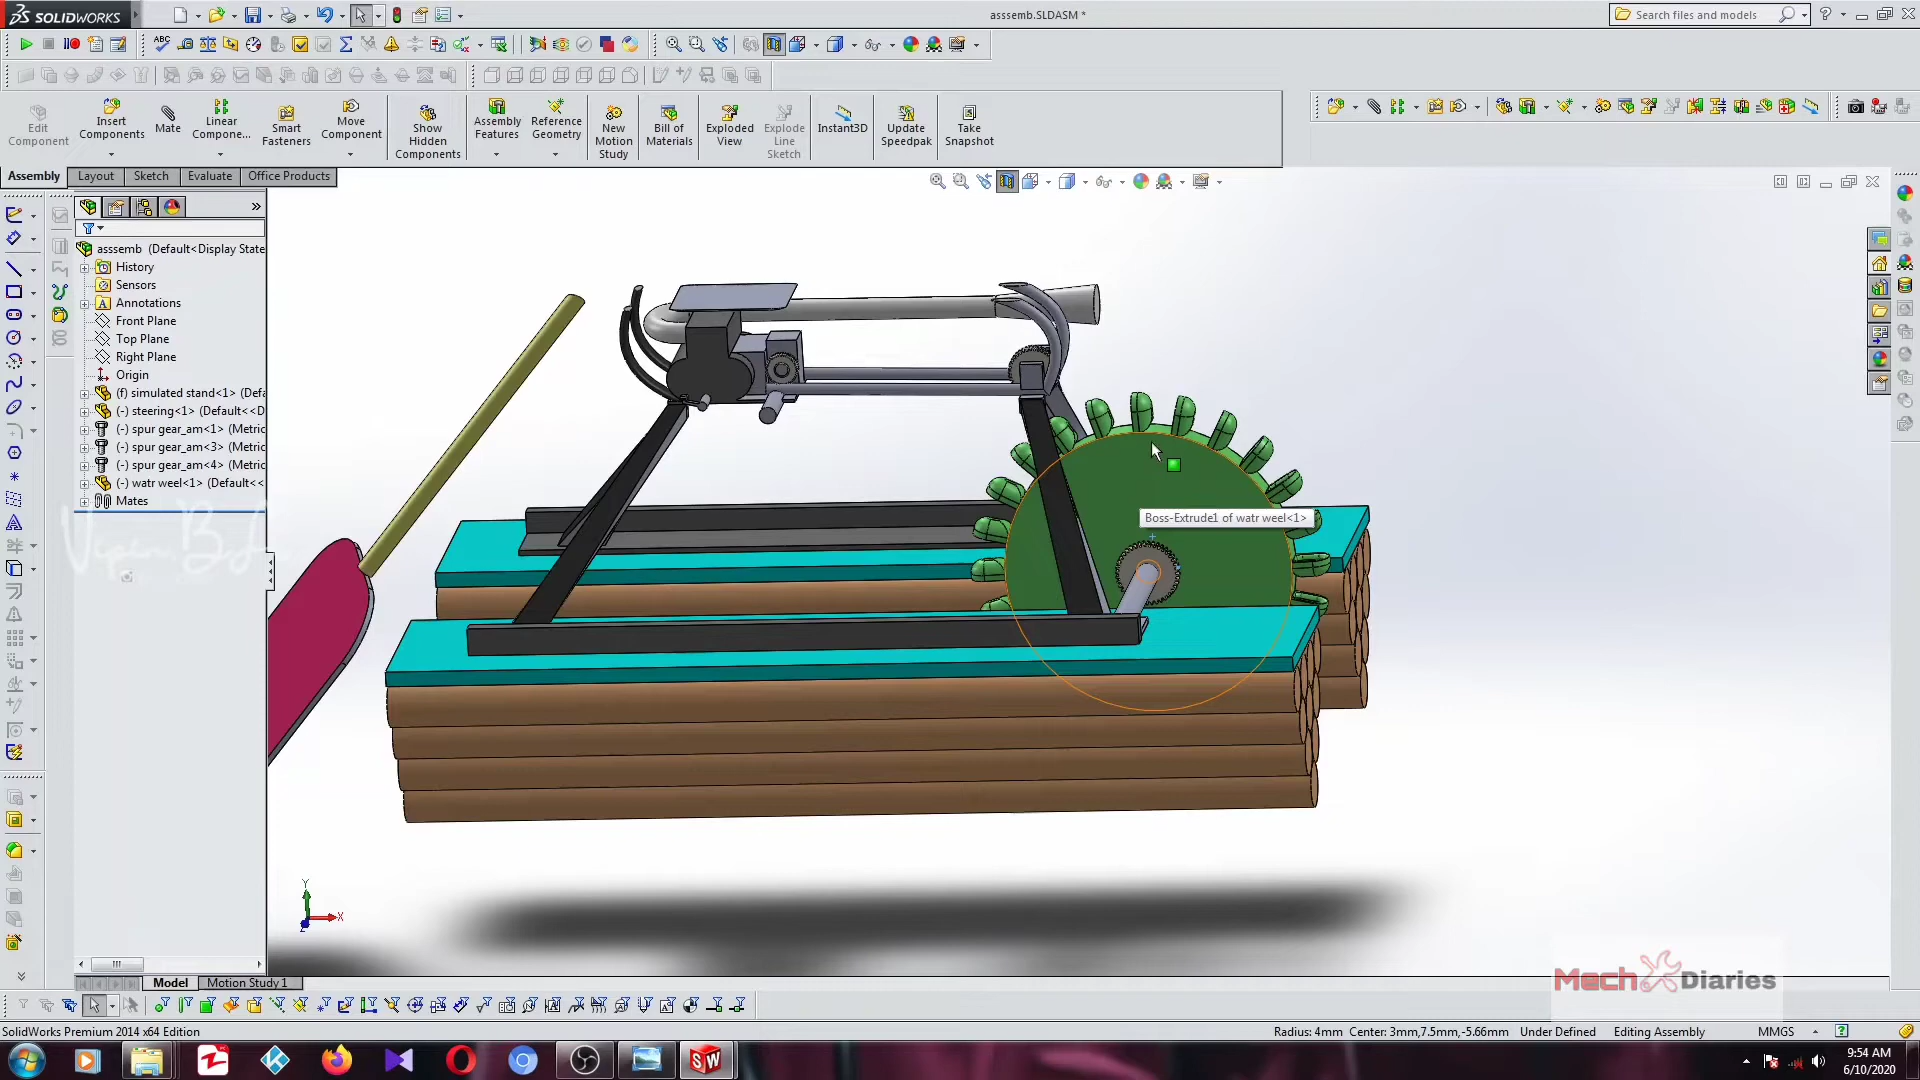 SOLIDWORKS
asssemb.SLDASM *
Search files and models
Edit Component
Insert Components
Mate
Linear Compone...
Smart Fasteners
Move Component
Show Hidden Components
Assembly Features
Reference Geometry
New Motion Study
Bill of Materials
Exploded View
Explode Line Sketch
Instant3D
Update Speedpak
Take Snapshot
Assembly
Layout
Sketch
Evaluate
Office Products
asssemb (Default<Display State
History
Sensors
Annotations
Front Plane
Top Plane
Right Plane
Origin
(f) simulated stand<1> (Defa
(-) steering<1> (Default<<D
(-) spur gear_am<1> (Metric
(-) spur gear_am<3> (Metric
(-) spur gear_am<4> (Metric
(-) watr weel<1> (Default<<
Mates
Boss-Extrude1 of watr weel<1>
Y
X
Z
Model
Motion Study 1
Mech Diaries
SolidWorks Premium 2014 x64 Edition
Radius: 4mm Center: 3mm,7.5mm,-5.66mm
Under Defined
Editing Assembly
MMGS
9:54 AM
6/10/2020